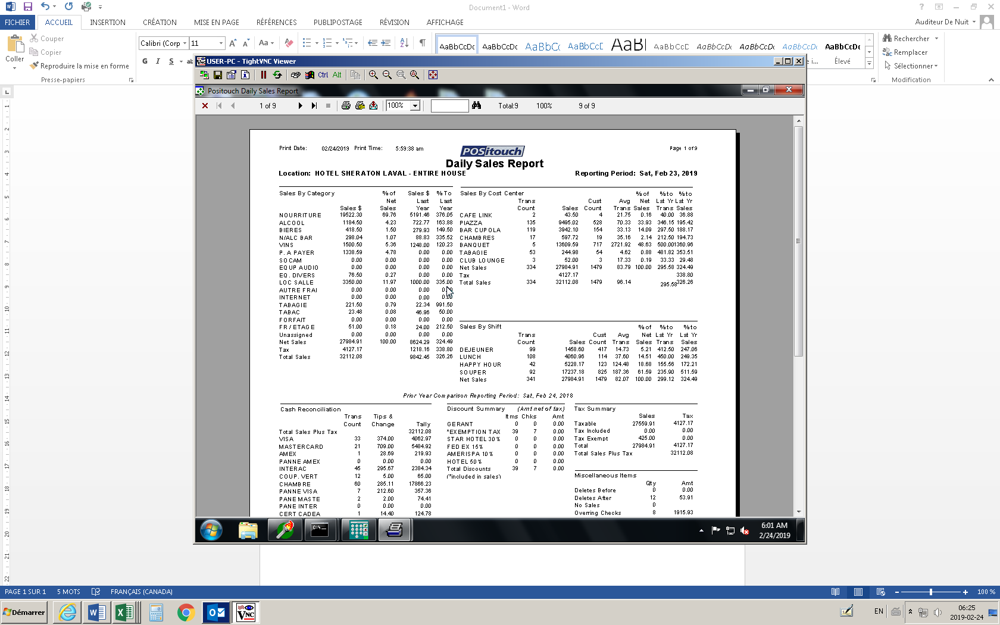 Document1 - Word
FICHIER ACCUEIL INSERTION CRÉATION MISE EN PAGE RÉFÉRENCES PUBLIPOSTAGE RÉVISION AFFICHAGE
Auditeur De Nuit
Coller
Couper
Copier
Reproduire la mise en forme
Presse-papiers
Calibri (Corp 11
G I S
AaBbCcDc AaBbCcDc AaBbC( AaBbCcC AaB AaBbCcD AaBbCcDc AaBbCcDc AaBbCcDc AaBbCcDc
Élevé
Rechercher
Remplacer
Sélectionner
Modification
USER-PC - TightVNC Viewer
Ctrl Alt
Positouch Daily Sales Report
1 of 9 100% Total:9 100% 9 of 9
Print Date: 02/24/2019 Print Time: 5:59:38 am
POSitouch
Page 1 of 9
Daily Sales Report
Location: HOTEL SHERATON LAVAL - ENTIRE HOUSE
Reporting Period: Sat, Feb 23, 2019
Sales By Category Sales $ % of Net Sales Sales $ Last Year % To Last Year
NOURRITURE 19522.30 69.76 5191.46 376.05
ALCOOL 1184.50 4.23 722.77 163.88
BIERES 418.50 1.50 279.93 149.50
N/ALC BAR 298.04 1.07 88.83 335.52
VINS 1500.50 5.36 1248.00 120.23
P. A PAYER 1338.59 4.78 0.00 0.00
SOCAM 0.00 0.00 0.00 0.00
EQUP AUDIO 0.00 0.00 0.00 0.00
EQ. DIVERS 76.50 0.27 0.00 0.00
LOC SALLE 3350.00 11.97 1000.00 335.00
AUTRE FRAI 0.00 0.00 0.00
INTERNET 0.00 0.00 0.00 0.00
TABAGIE 221.50 0.79 22.34 991.50
TABAC 23.48 0.08 46.96 50.00
FORFAIT 0.00 0.00 0.00 0.00
FR / ETAGE 51.00 0.18 24.00 212.50
Unassigned 0.00 0.00 0.00 0.00
Net Sales 27984.91 100.00 8624.29 324.49
Tax 4127.17 1218.16 338.80
Total Sales 32112.08 9842.45 326.26
Sales By Cost Center Trans Count Sales Cust Count Avg Trans % of Net Sales % to Lst Yr Trans % to Lst Yr Sales
CAFE LINK 2 43.50 4 21.75 0.16 40.00 36.88
PIAZZA 135 9495.02 528 70.33 33.93 346.15 195.42
BAR CUPOLA 119 3942.10 154 33.13 14.09 297.50 188.17
CHAMBRES 17 597.72 19 35.16 2.14 212.50 194.73
BANQUET 5 13609.59 717 2721.92 48.63 500.00 1360.96
TABAGIE 53 244.98 54 4.62 0.88 481.82 353.51
CLUB LOUNGE 3 52.00 3 17.33 0.19 33.33 29.48
Net Sales 334 27984.91 1479 83.79 100.00 295.58 324.49
Tax 4127.17 338.80
Total Sales 334 32112.08 1479 96.14 295.58 326.26
Sales By Shift Trans Count Sales Cust Count Avg Trans % of Net Sales % to Lst Yr Trans % to Lst Yr Sales
DEJEUNER 99 1458.60 417 14.73 5.21 412.50 247.06
LUNCH 108 4060.96 114 37.60 14.51 450.00 249.35
HAPPY HOUR 42 5228.17 123 124.48 18.68 155.56 172.21
SOUPER 92 17237.18 825 187.36 61.59 235.90 511.59
Net Sales 341 27984.91 1479 82.07 100.00 299.12 324.49
Prior Year Comparison Reporting Period: Sat, Feb 24, 2018
Cash Reconciliation Trans Count Tips & Change Tally
Total Sales Plus Tax 32112.08
VISA 33 374.00 4062.97
MASTERCARD 21 709.00 5484.92
AMEX 1 28.69 219.93
PANNE AMEX 0 0.00 0.00
INTERAC 45 295.67 2384.34
COUP. VERT 12 5.00 65.00
CHAMBRE 60 285.11 17866.23
PANNE VISA 7 212.60 357.36
PANE MASTE 2 2.00 74.41
PANE INTER 0 0.00 0.00
CERT CADEA 1 14.40 124.78
Discount Summary (Amt net of tax)
Itms Chks Amt
GERANT 0 0 0.00
*EXEMPTION TAX 39 7 0.00
STAR HOTEL 30% 0 0 0.00
FED EX 15% 0 0 0.00
AMERISPA 10% 0 0 0.00
HOTEL 50% 0 0 0.00
Total Discounts 39 7 0.00
(*included in sales)
Tax Summary Sales Tax
Taxable 27559.91 4127.17
Tax Included 0.00 0.00
Tax Exempt 425.00 0.00
Total 27984.91 4127.17
Total Sales Plus Tax 32112.08
Miscellaneous Items Qty Amt
Deletes Before 0 0.00
Deletes After 12 53.91
No Sales 0
Overring Checks 8 1915.93
6:01 AM
2/24/2019
PAGE 1 SUR 1 5 MOTS FRANÇAIS (CANADA) 100 %
Démarrer
EN
06:25
2019-02-24